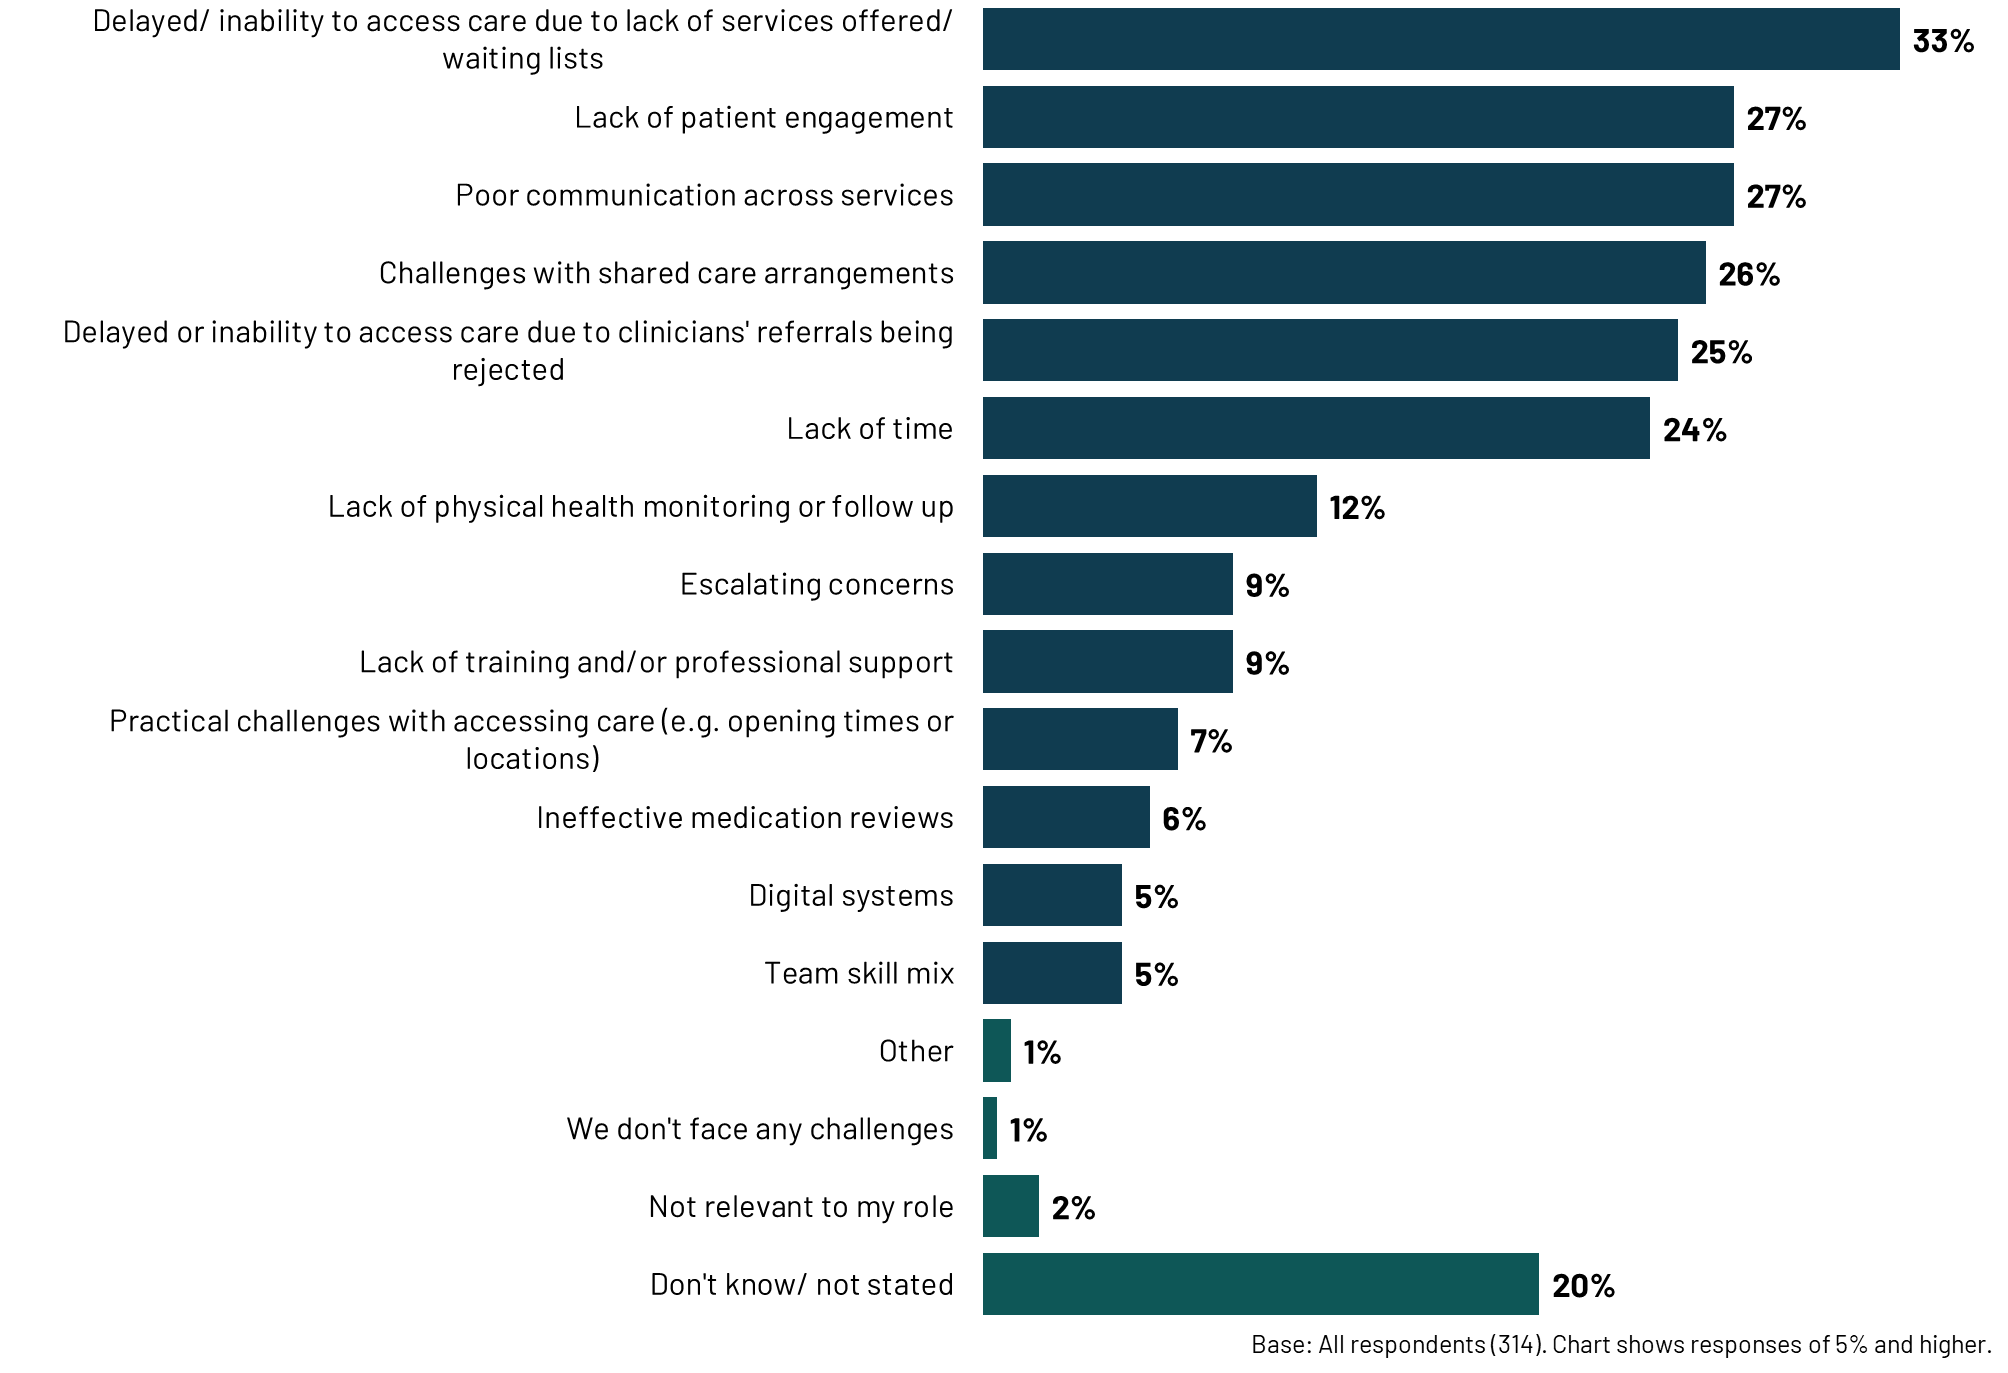 Delayed/ inability to access care due to lack of services offered/
waiting lists
33%
Lack of patient engagement
27%
Poor communication across services
27%
Challenges with shared care arrangements
26%
Delayed or inability to access care due to clinicians' referrals being
rejected
25%
Lack of time
24%
Lack of physical health monitoring or follow up
12%
Escalating concerns
9%
Lack of training and/or professional support
9%
Practical challenges with accessing care (e.g. opening times or
locations)
7%
Ineffective medication reviews
6%
Digital systems
5%
Team skill mix
5%
Other
1%
We don't face any challenges
1%
Not relevant to my role
2%
Don't know/ not stated
20%
Base: All respondents (314). Chart shows responses of 5% and higher.